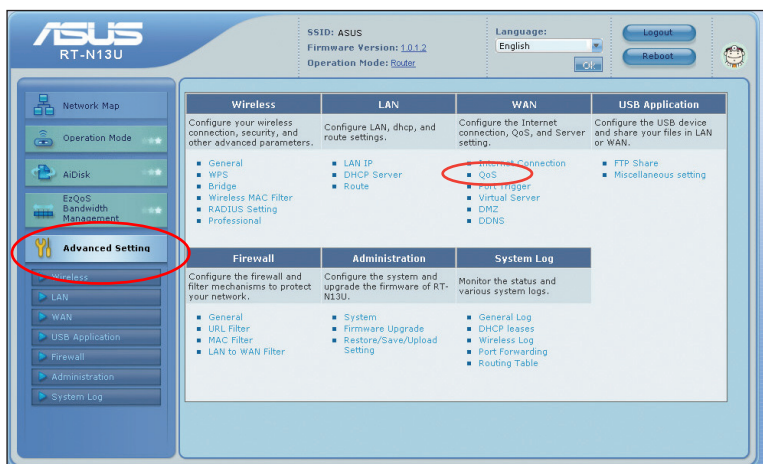 ASUS
RT-N13U
SSID: ASUS
Firmware Version: 1.0.1.2
Operation Mode: Router
Language:
English
Logout
Reboot
Network Map
Operation Mode
AiDisk
EzQoS
Bandwidth
Management
Advanced Setting
Wireless
LAN
WAN
USB Application
Firewall
Administration
System Log
Wireless
Configure your wireless
connection, security, and
other advanced parameters.
General
WPS
Bridge
Wireless MAC Filter
RADIUS Setting
Professional
LAN
Configure LAN, dhcp, and
route settings.
LAN IP
DHCP Server
Route
WAN
Configure the Internet
connection, QoS, and Server
setting.
Internet Connection
QoS
Port Trigger
Virtual Server
DMZ
DDNS
USB Application
Configure the USB device
and share your files in LAN
or WAN.
FTP Share
Miscellaneous setting
Firewall
Configure the firewall and
filter mechanisms to protect
your network.
General
URL Filter
MAC Filter
LAN to WAN Filter
Administration
Configure the system and
upgrade the firmware of RT-
N13U.
System
Firmware Upgrade
Restore/Save/Upload
Setting
System Log
Monitor the status and
various system logs.
General Log
DHCP leases
Wireless Log
Port Forwarding
Routing Table